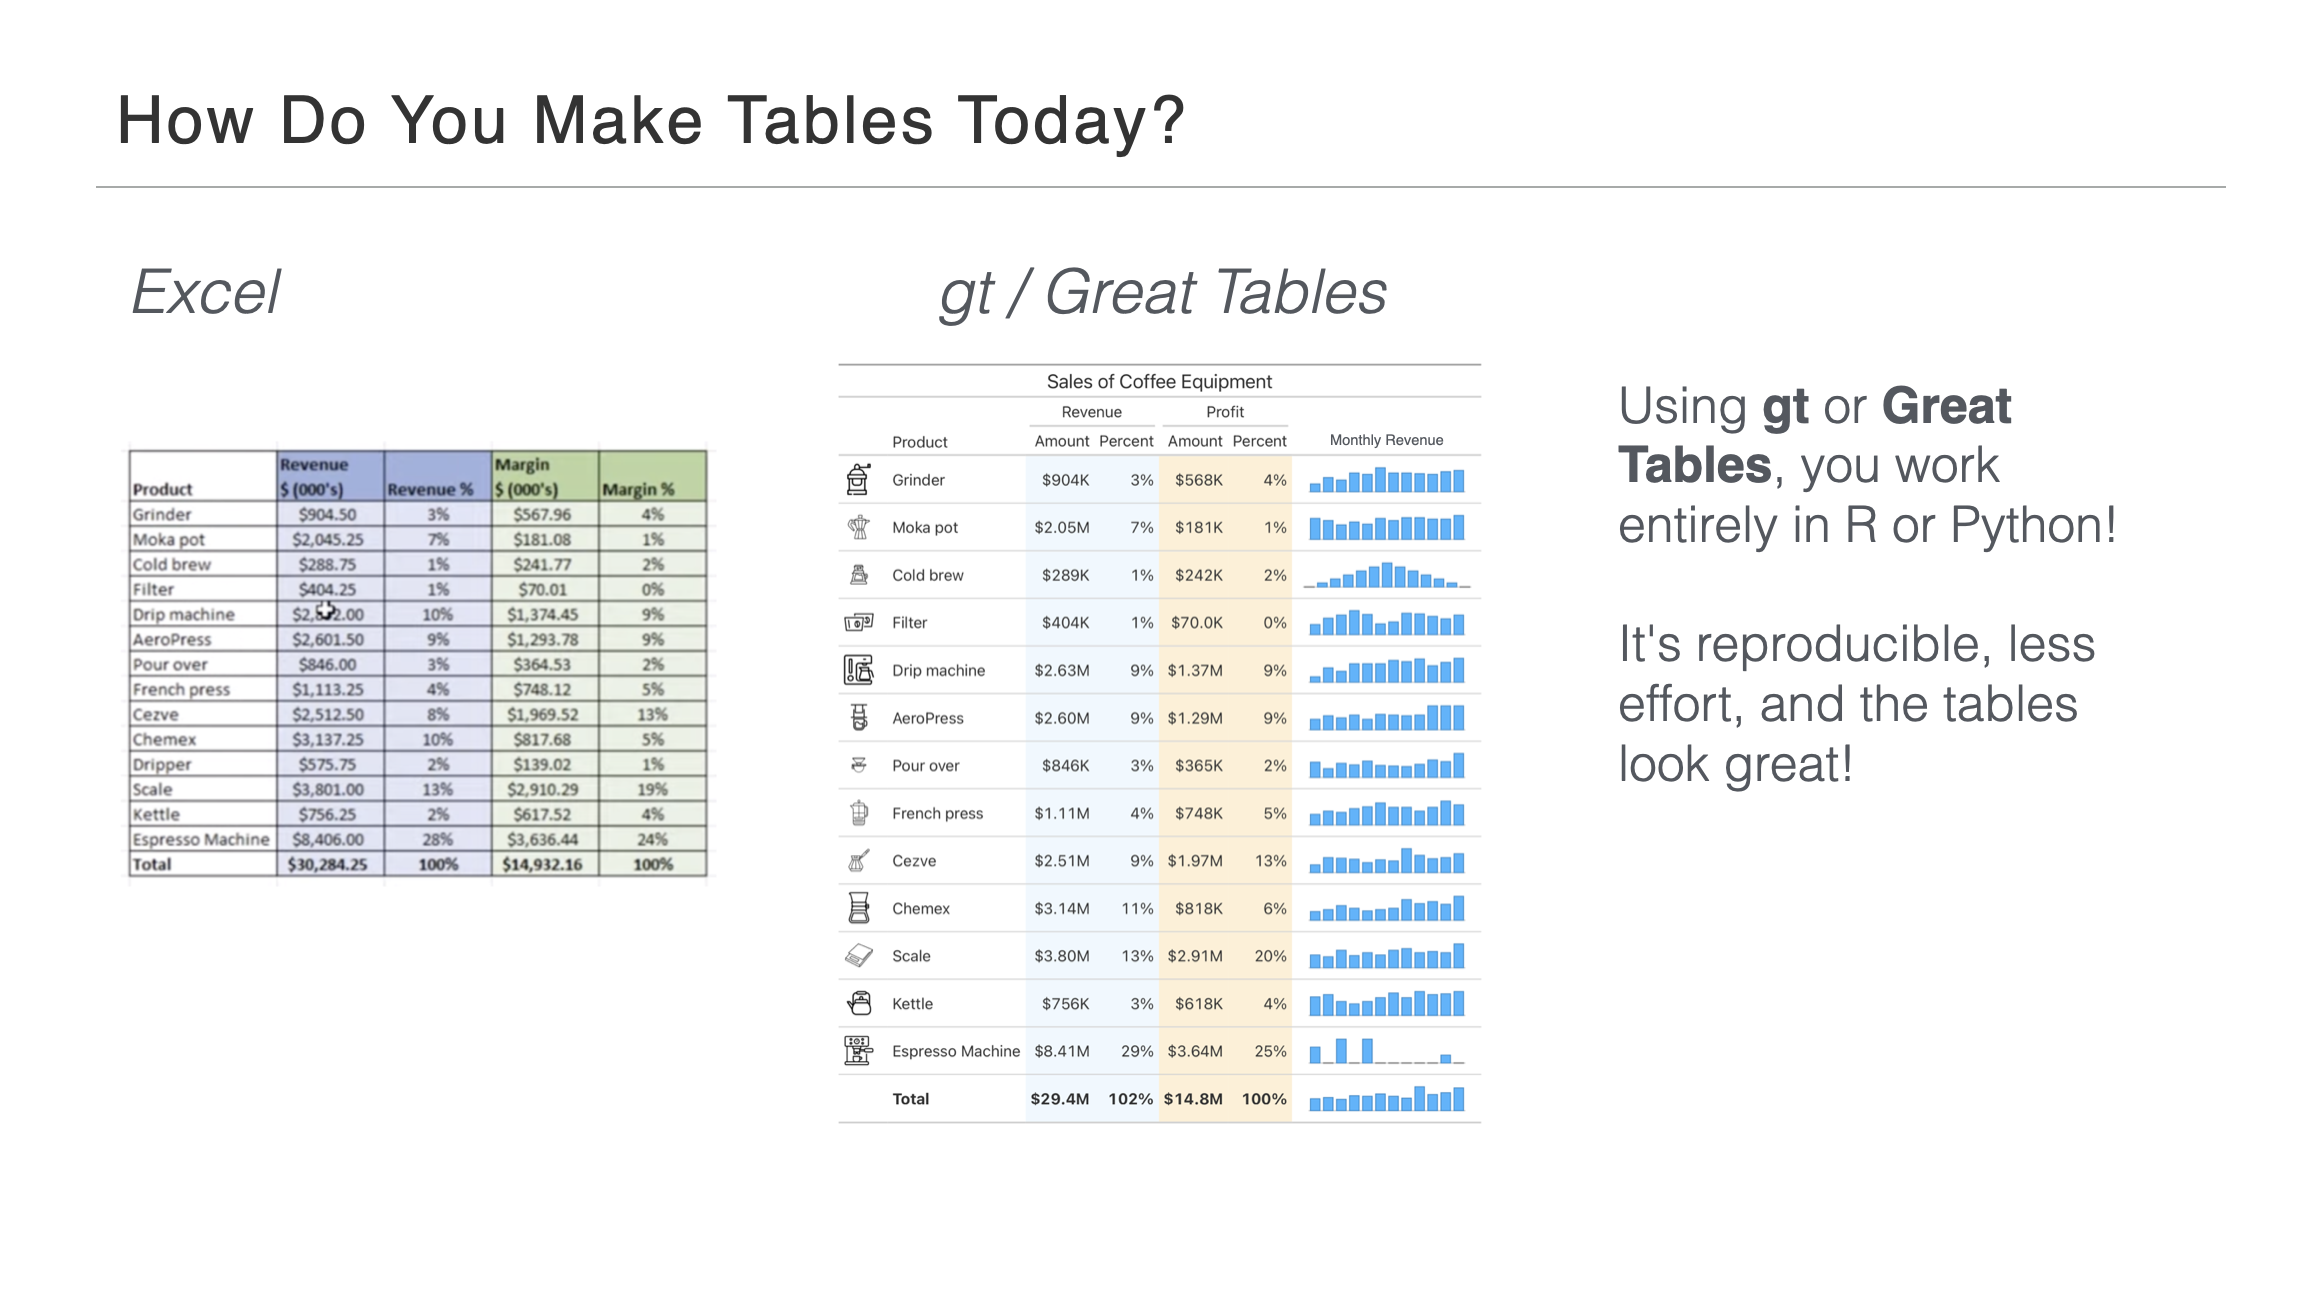 How Do You Make Tables Today?
Excel
Product Revenue $ (000's) Revenue % Margin $ (000's) Margin %
Grinder $904.50 3% $567.96 4%
Moka pot $2,045.25 7% $181.08 1%
Cold brew $288.75 1% $241.77 2%
Filter $404.25 1% $70.01 0%
Drip machine 10% $1,374.45 9%
AeroPress $2,601.50 9% $1,293.78 9%
Pour over $846.00 3% $364.53 2%
French press $1,113.25 4% $748.12 5%
Cezve $2,512.50 8% $1,969.52 13%
Chemex $3,137.25 10% $817.68 5%
Dripper $575.75 2% $139.02 1%
Scale $3,801.00 13% $2,910.29 19%
Kettle $756.25 2% $617.52 4%
Espresso Machine $8,406.00 28% $3,636.44 24%
Total $30,284.25 100% $14,932.16 100%
gt / Great Tables
Sales of Coffee Equipment
Revenue Profit
Product Amount Percent Amount Percent Monthly Revenue
Grinder $904K 3% $568K 4%
Moka pot $2.05M 7% $181K 1%
Cold brew $289K 1% $242K 2%
Filter $404K 1% $70.0K 0%
Drip machine $2.63M 9% $1.37M 9%
AeroPress $2.60M 9% $1.29M 9%
Pour over $846K 3% $365K 2%
French press $1.11M 4% $748K 5%
Cezve $2.51M 9% $1.97M 13%
Chemex $3.14M 11% $818K 6%
Scale $3.80M 13% $2.91M 20%
Kettle $756K 3% $618K 4%
Espresso Machine $8.41M 29% $3.64M 25%
Total $29.4M 102% $14.8M 100%
Using gt or Great
Tables, you work
entirely in R or Python!
It's reproducible, less
effort, and the tables
look great!